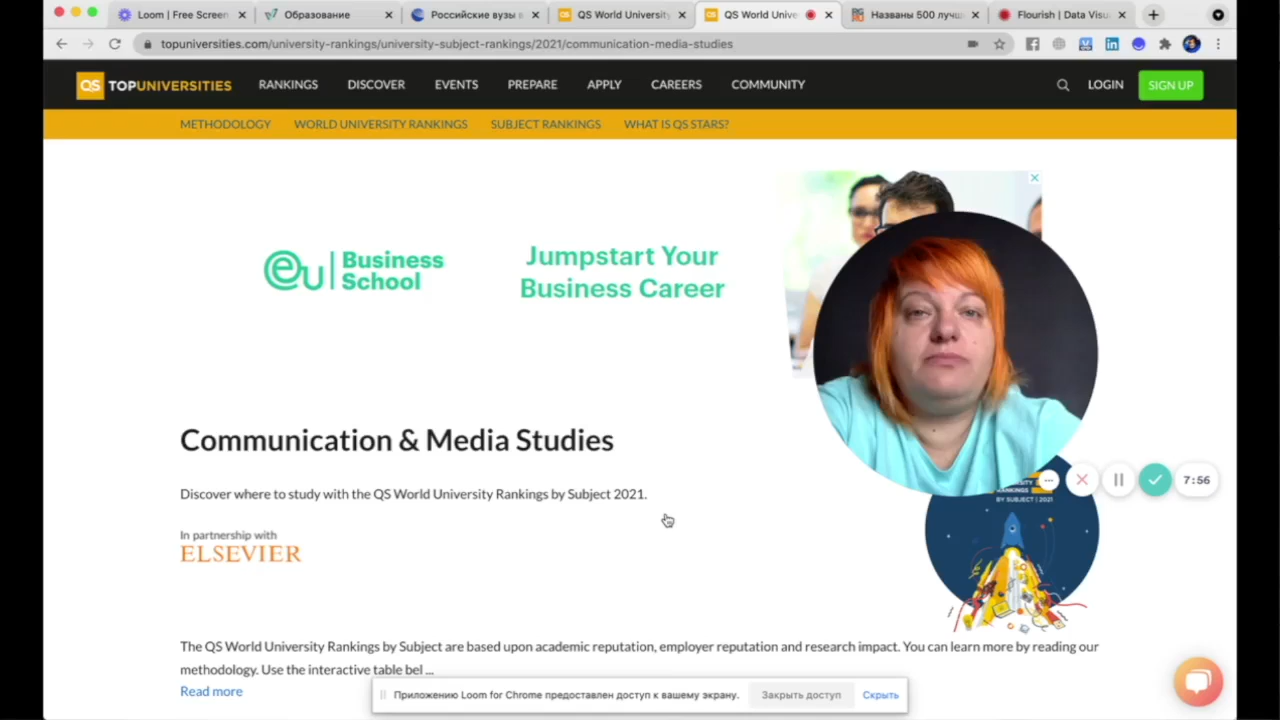 Loom | Free Screen
Образование
Российские вузы в
QS World University
QS World Unive
Названы 500 лучш
Flourish | Data Visu
topuniversities.com/university-rankings/university-subject-rankings/2021/communication-media-studies
QS TOPUNIVERSITIES
RANKINGS
DISCOVER
EVENTS
PREPARE
APPLY
CAREERS
COMMUNITY
LOGIN
SIGN UP
METHODOLOGY
WORLD UNIVERSITY RANKINGS
SUBJECT RANKINGS
WHAT IS QS STARS?
eu Business
School
Jumpstart Your
Business Career
Communication & Media Studies
Discover where to study with the QS World University Rankings by Subject 2021.
7:56
RANKINGS
BY SUBJECT | 2021
In partnership with
ELSEVIER
The QS World University Rankings by Subject are based upon academic reputation, employer reputation and research impact. You can learn more by reading our
methodology. Use the interactive table bel ...
Read more
Приложению Loom for Chrome предоставлен доступ к вашему экрану.
Закрыть доступ
Скрыть